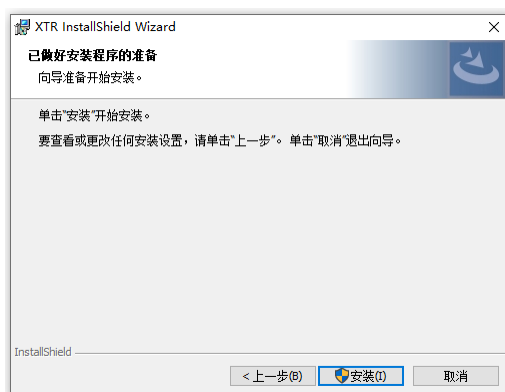 XTR InstallShield Wizard
已做好安装程序的准备
向导准备开始安装。
单击“安装”开始安装。
要查看或更改任何安装设置，请单击“上一步”。单击“取消”退出向导。
InstallShield
< 上一步(B)
安装(I)
取消